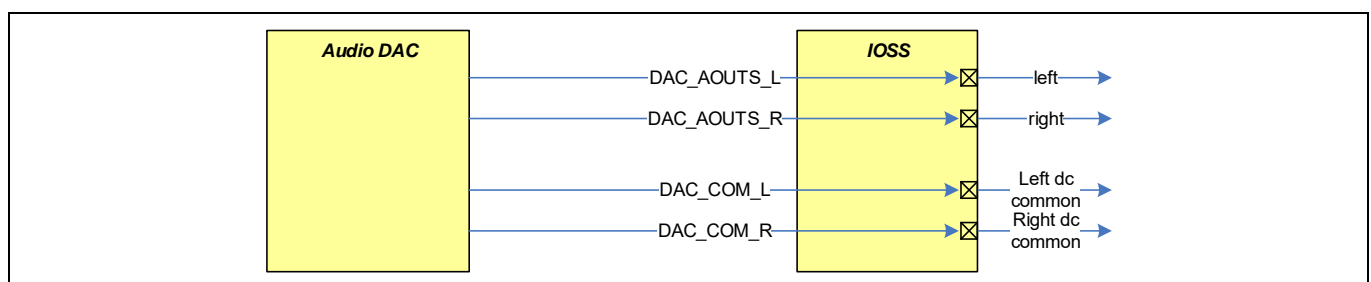 Audio DAC
IOSS
DAC_AOUTS_L
left
DAC_AOUTS_R
right
DAC_COM_L
Left dc
common
DAC_COM_R
Right dc
common